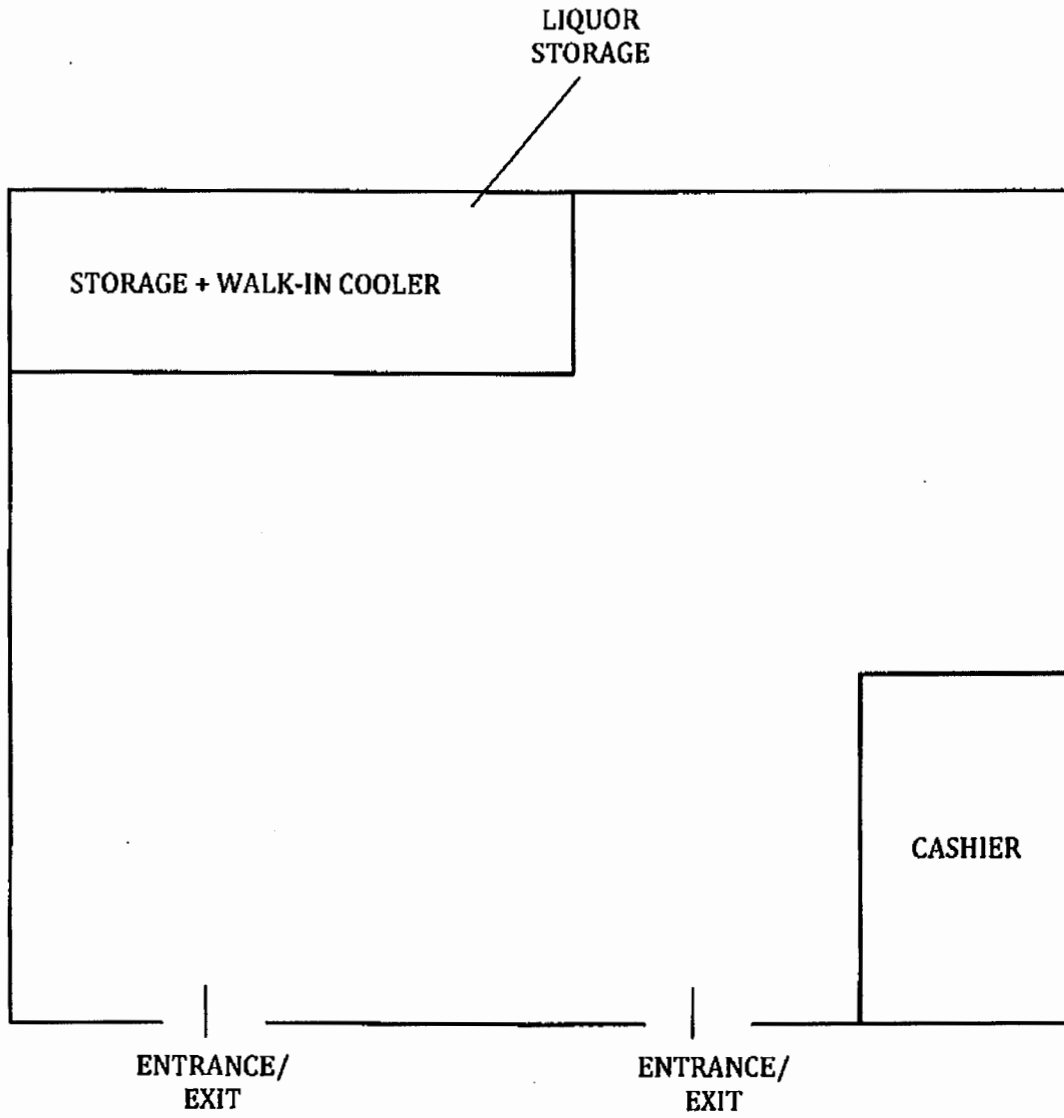 LIQUOR
STORAGE
STORAGE + WALK-IN COOLER
CASHIER
ENTRANCE/
EXIT
ENTRANCE/
EXIT